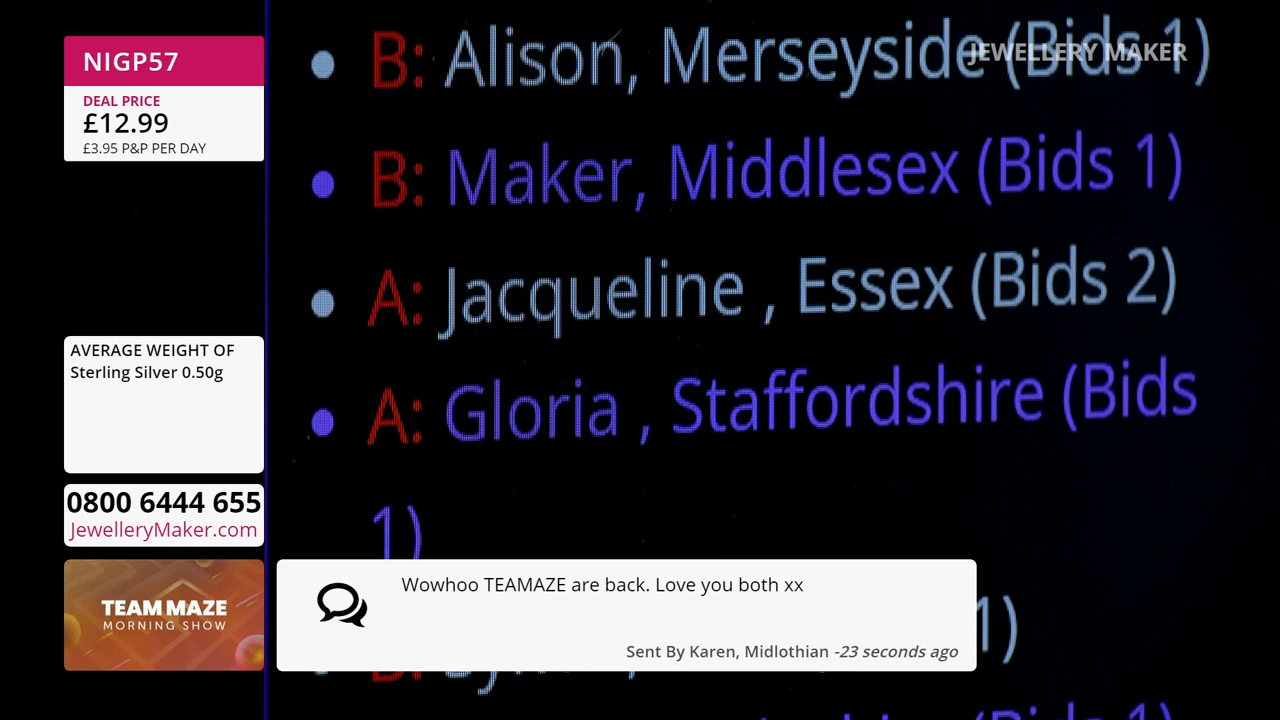 NIGP57
DEAL PRICE
£12.99
£3.95 P&P PER DAY
AVERAGE WEIGHT OF
Sterling Silver 0.50g
0800 6444 655
JewelleryMaker.com
TEAM MAZE
MORNING SHOW
JEWELLERY MAKER
• B: Alison, Merseyside (Bids 1)
• B: Maker, Middlesex (Bids 1)
• A: Jacqueline , Essex (Bids 2)
• A: Gloria , Staffordshire (Bids
1)
1)
Wowhoo TEAMAZE are back. Love you both xx
Sent By Karen, Midlothian -23 seconds ago